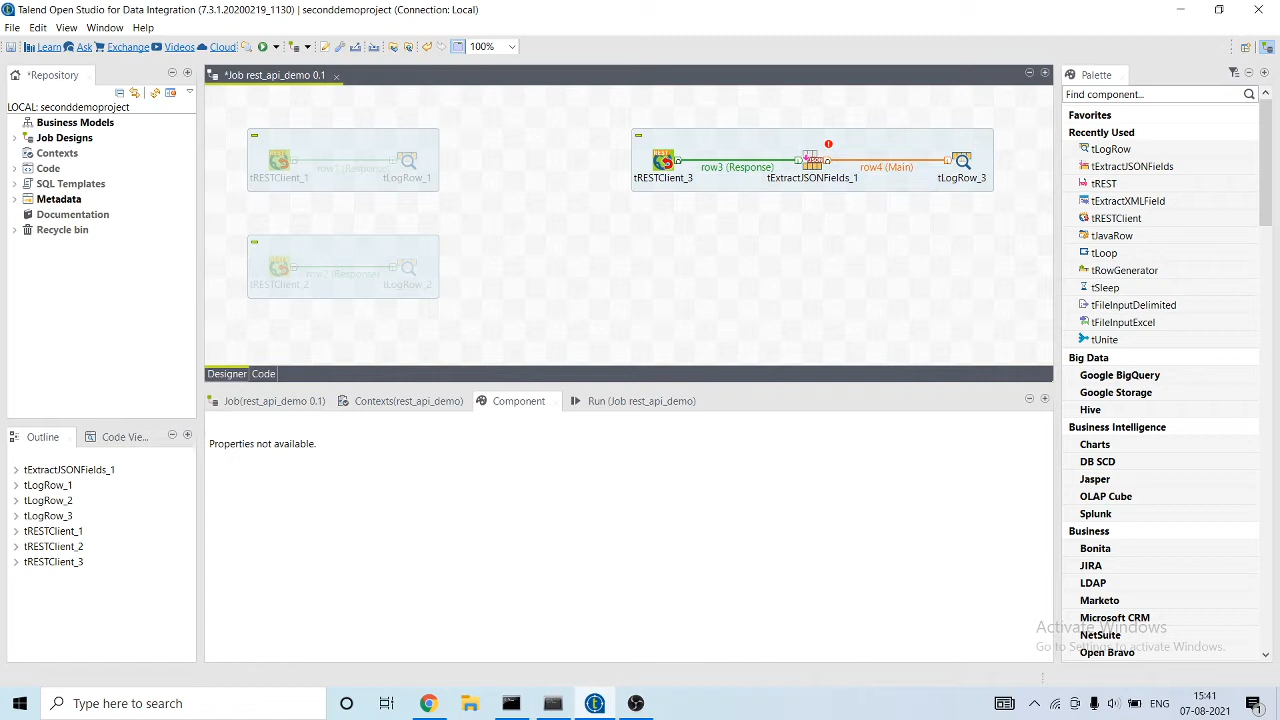 Talend Open Studio for Data Integration (7.3.1.20200219_1130) | seconddemoproject (Connection: Local)
File Edit View Window Help
Learn Ask Exchange Videos Cloud 100%
*Repository
LOCAL: seconddemoproject
Business Models
Job Designs
Contexts
Code
SQL Templates
Metadata
Documentation
Recycle bin
Outline Code Vie...
tExtractJSONFields_1
tLogRow_1
tLogRow_2
tLogRow_3
tRESTClient_1
tRESTClient_2
tRESTClient_3
*Job rest_api_demo 0.1
row1 (Response)
tRESTClient_1 tLogRow_1
row2 (Response)
tRESTClient_2 tLogRow_2
REST JSON
row3 (Response) row4 (Main)
tRESTClient_3 tExtractJSONFields_1 tLogRow_3
Designer Code
Job(rest_api_demo 0.1) Contexts(rest_api_demo) Component Run (Job rest_api_demo)
Properties not available.
Palette
Find component...
Favorites
Recently Used
tLogRow
tExtractJSONFields
tREST
tExtractXMLField
tRESTClient
tJavaRow
tLoop
tRowGenerator
tSleep
tFileInputDelimited
tFileInputExcel
tUnite
Big Data
Google BigQuery
Google Storage
Hive
Business Intelligence
Charts
DB SCD
Jasper
OLAP Cube
Splunk
Business
Bonita
JIRA
LDAP
Marketo
Microsoft CRM
NetSuite
Open Bravo
Activate Windows
Go to Settings to activate Windows.
Type here to search
ENG
15:41
07-08-2021
1